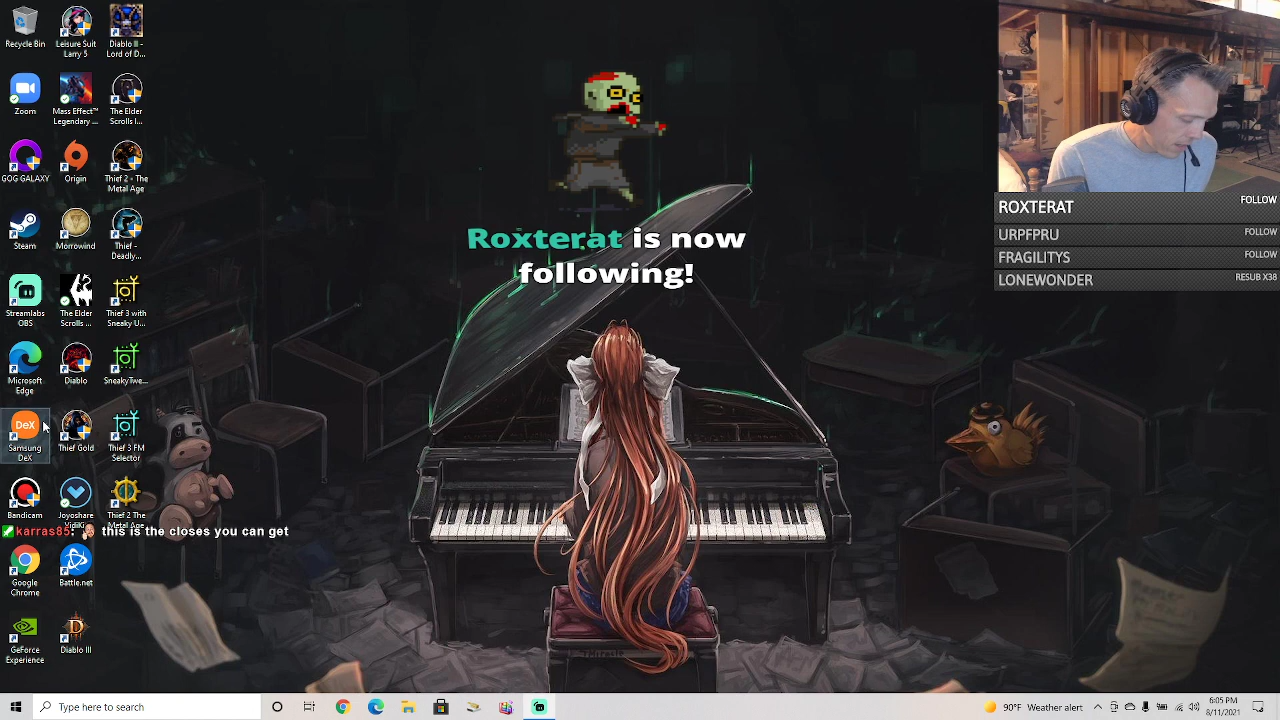 Recycle Bin
Leisure Suit
Larry 5
Diablo II -
Lord of D...
Zoom
Mass Effect™
Legendary ...
The Elder
Scrolls I...
GOG GALAXY
Origin
Thief 2 - The
Metal Age
Steam
Morrowind
Thief -
Deadly...
Streamlabs
OBS
The Elder
Scrolls ...
Thief 3 with
Sneaky U...
Microsoft
Edge
Diablo
SneakyTwe...
DeX
Samsung
DeX
Thief Gold
Thief 3 FM
Selector
Bandicam
Joyoshare
VidiKit
Thief 2 The
Metal Age
karras85: this is the closes you can get
Google
Chrome
Battle.net
GeForce
Experience
Diablo III
Roxterat is now
following!
ROXTERAT FOLLOW
URPFPRU FOLLOW
FRAGILITYS FOLLOW
LONEWONDER RESUB X38
Type here to search
90°F Weather alert
6:05 PM
8/11/2021